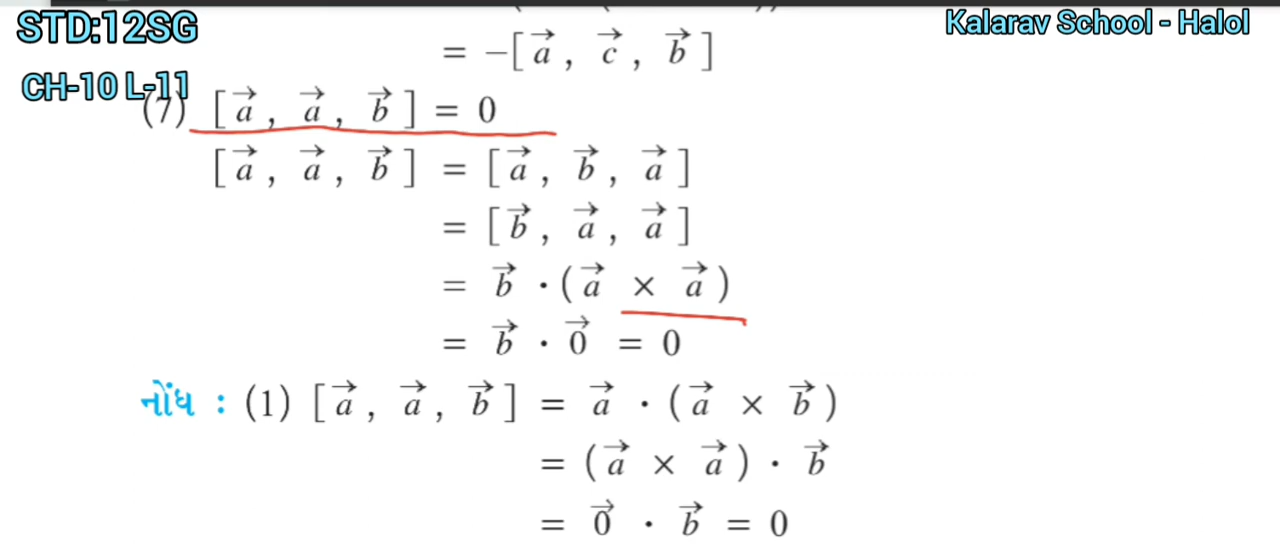 STD:12SG
Kalarav School - Halol
= −[a⃗, c⃗, b⃗]
CH-10 L-11
(7) [a⃗, a⃗, b⃗] = 0
[a⃗, a⃗, b⃗] = [a⃗, b⃗, a⃗]
= [b⃗, a⃗, a⃗]
= b⃗ · (a⃗ × a⃗)
= b⃗ · 0⃗ = 0
નોંધ : (1) [a⃗, a⃗, b⃗] = a⃗ · (a⃗ × b⃗)
= (a⃗ × a⃗) · b⃗
= 0⃗ · b⃗ = 0